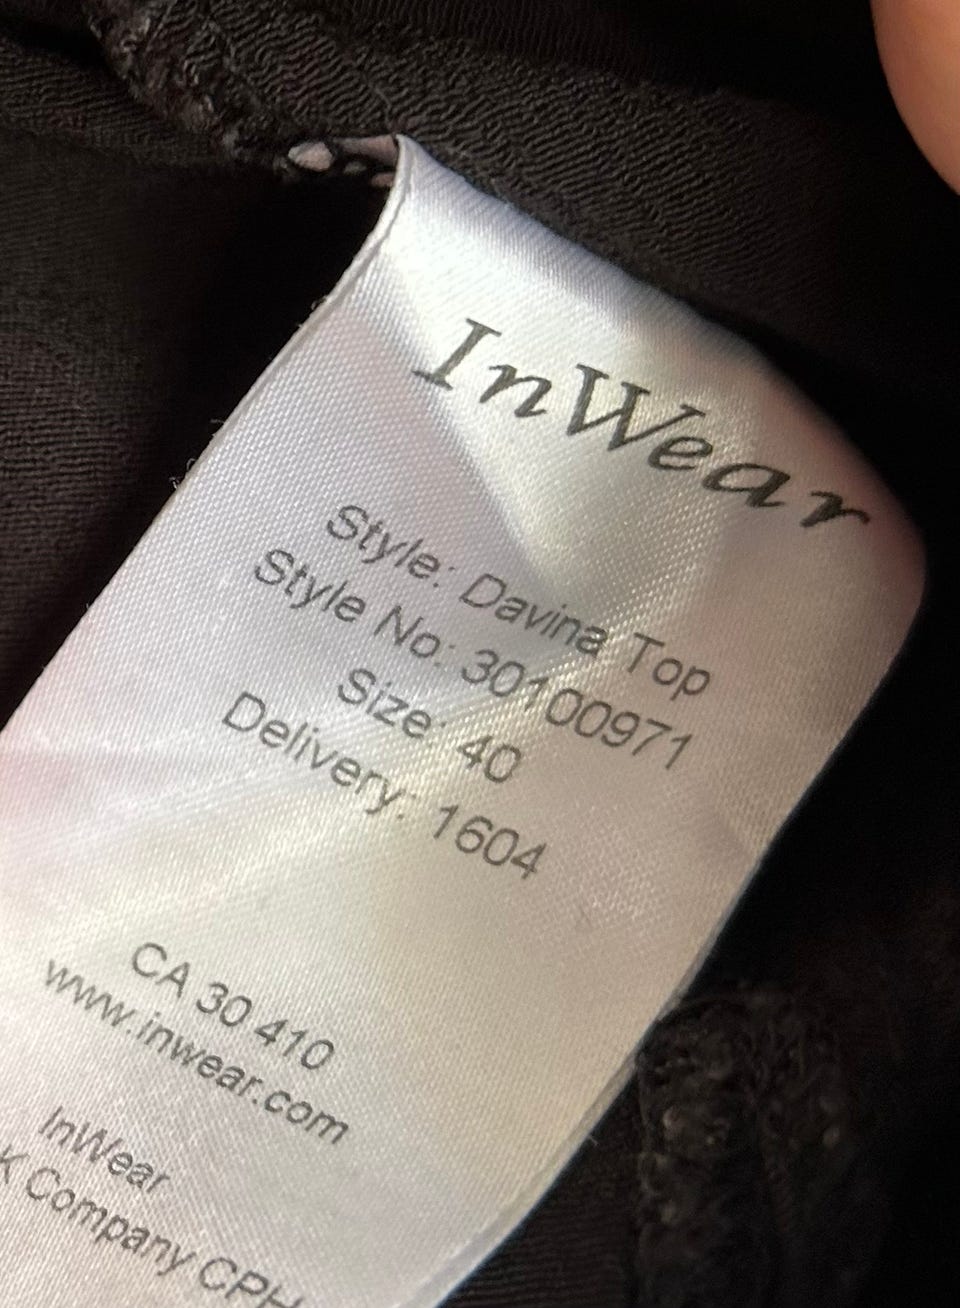 InWear
Style: Davina Top
Style No: 30100971
Size: 40
Delivery: 1604
CA 30 410
www.inwear.com
InWear
K Company CPH